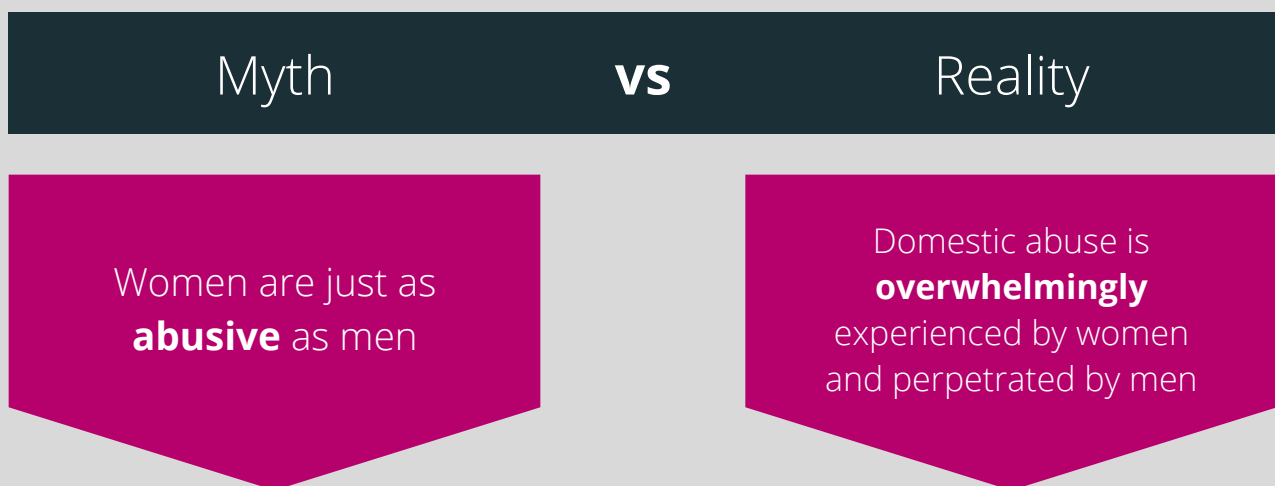 Myth vs Reality
Women are just as
abusive as men
Domestic abuse is
overwhelmingly
experienced by women
and perpetrated by men